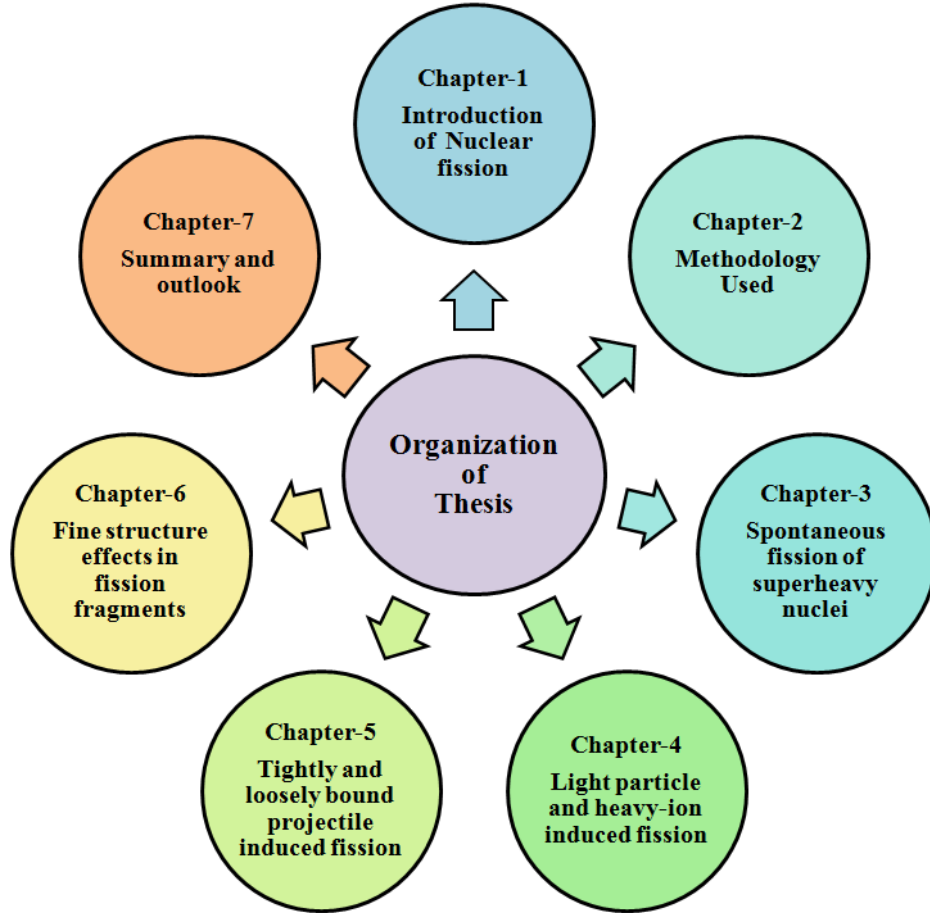 Chapter-1
Introduction
of Nuclear
fission
Chapter-7
Summary and
outlook
Chapter-2
Methodology
Used
Organization
of
Thesis
Chapter-6
Fine structure
effects in
fission
fragments
Chapter-3
Spontaneous
fission of
superheavy
nuclei
Chapter-5
Tightly and
loosely bound
projectile
induced fission
Chapter-4
Light particle
and heavy-ion
induced fission